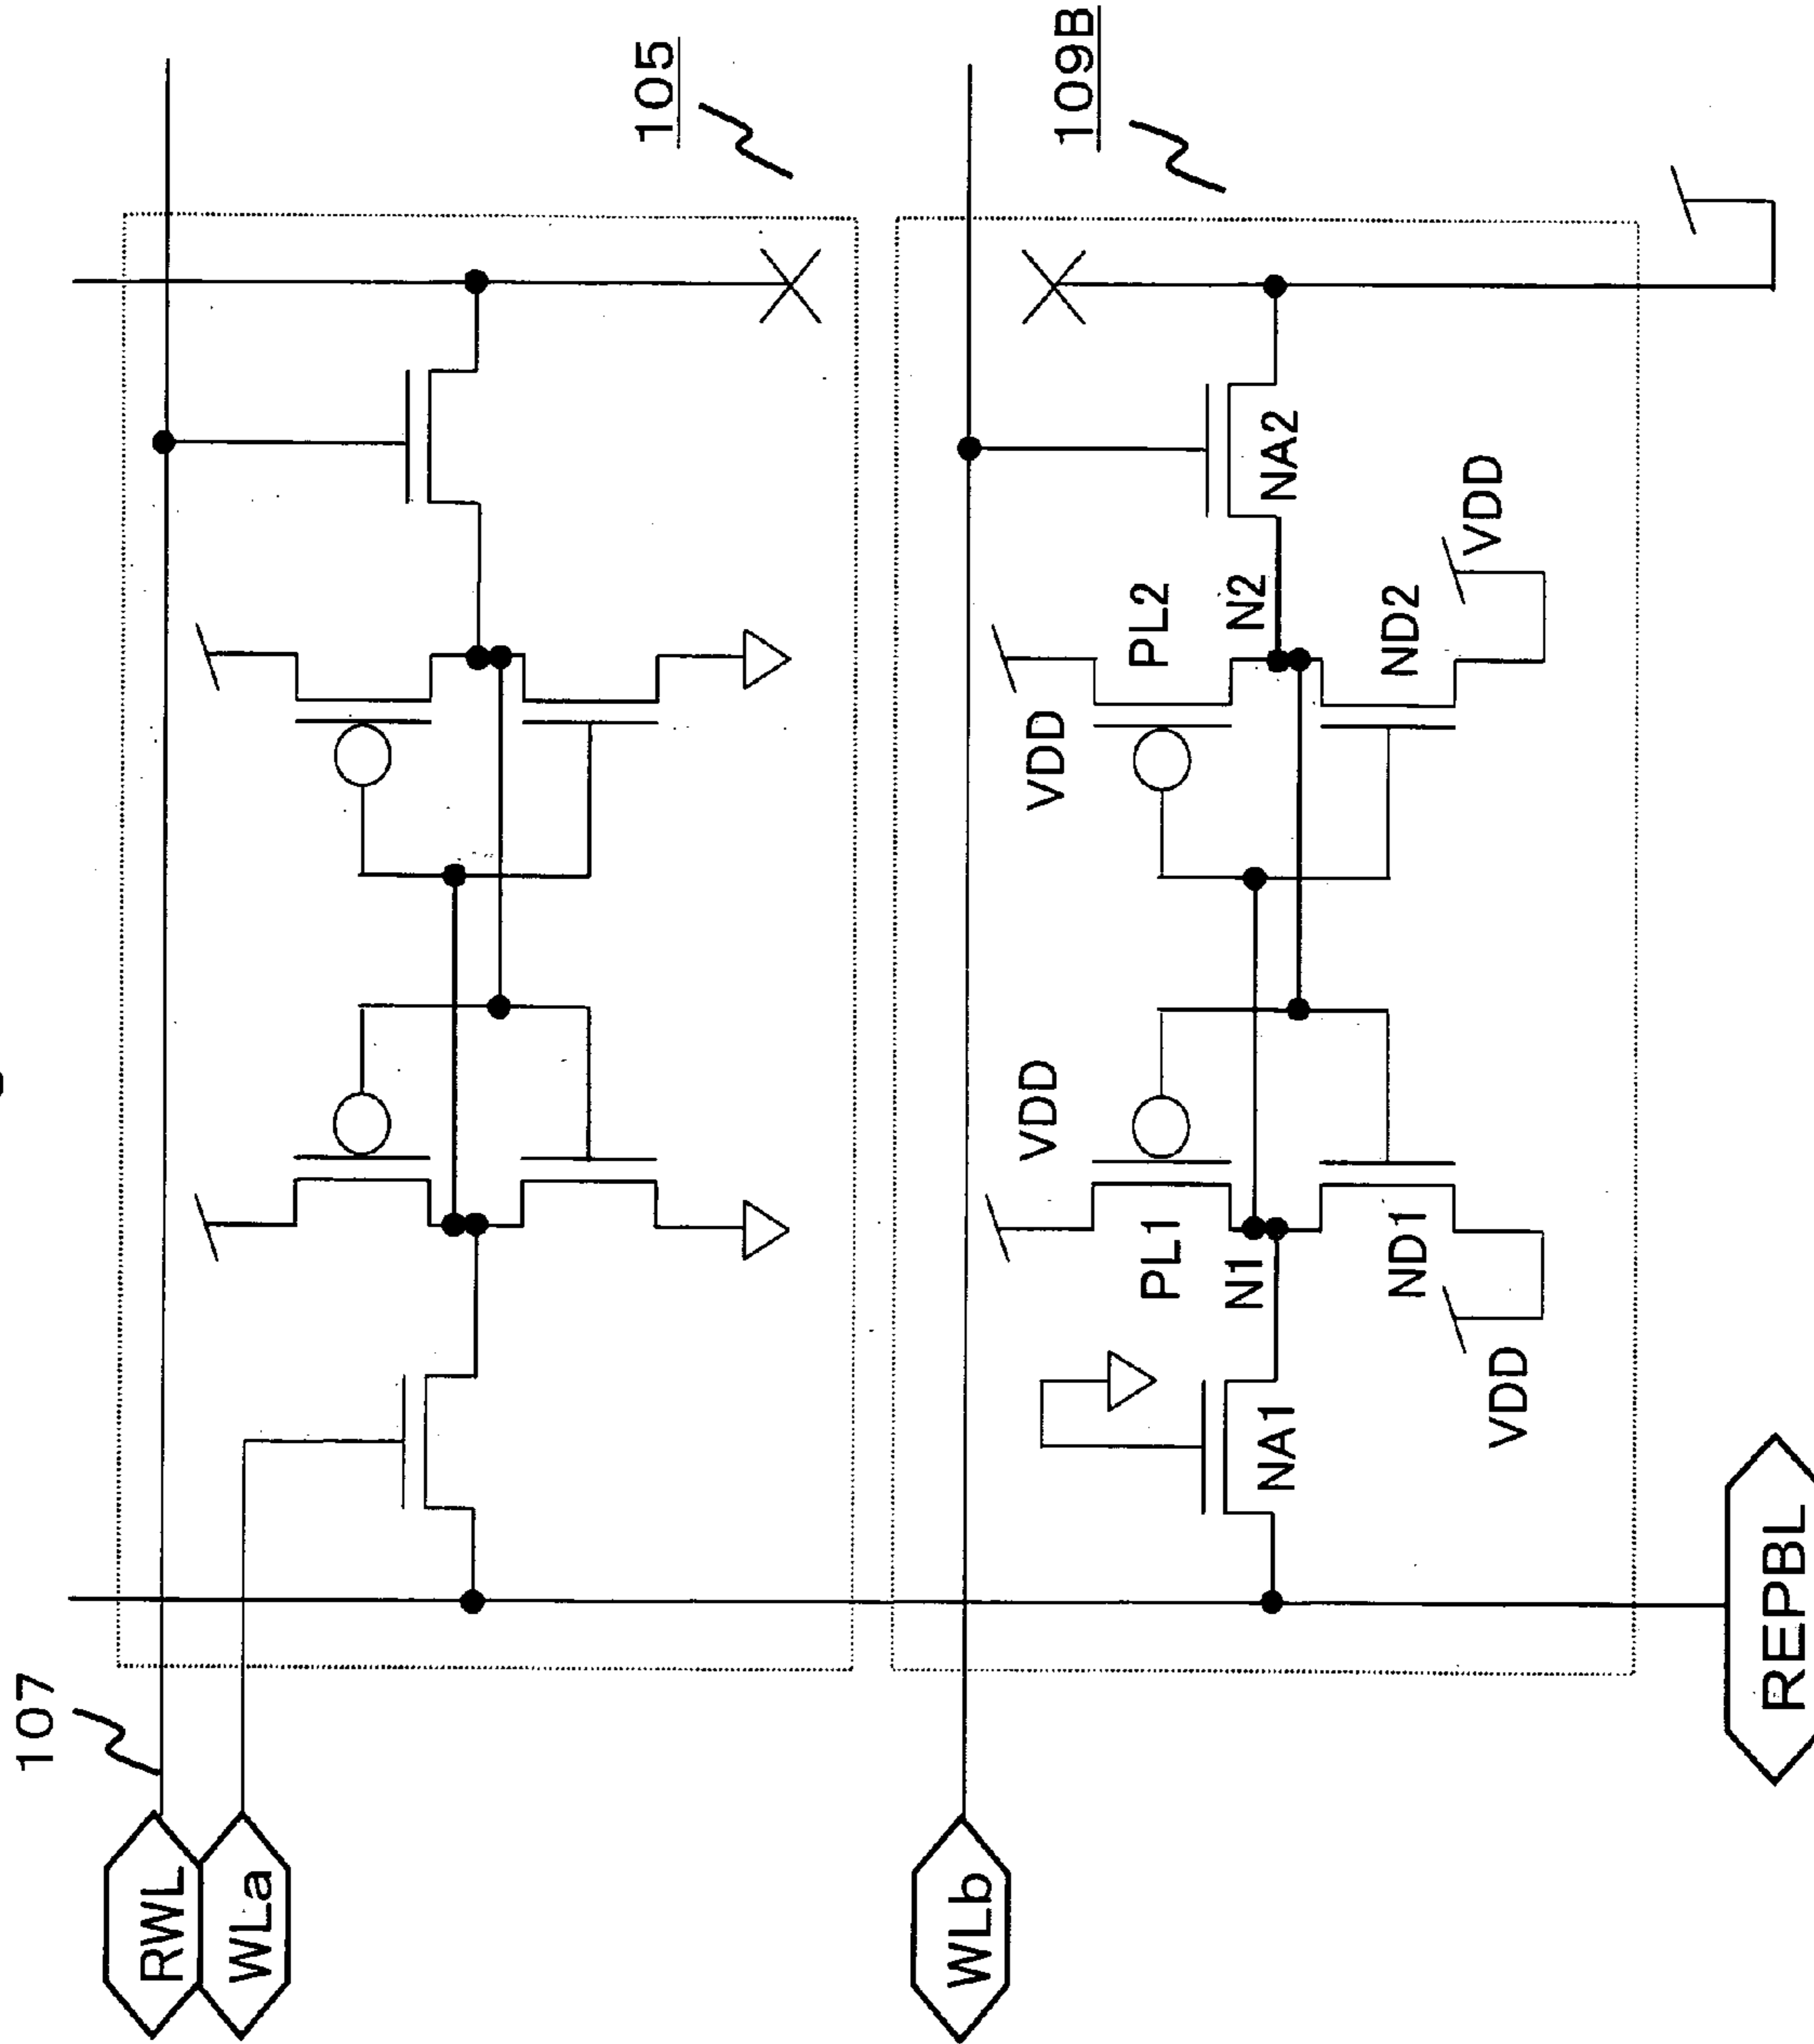 107
RWL
WLa
105
WLb
109B
VDD
VDD
PL1
PL2
N1
N2
NA1
NA2
ND1
ND2
VDD
VDD
REPBL